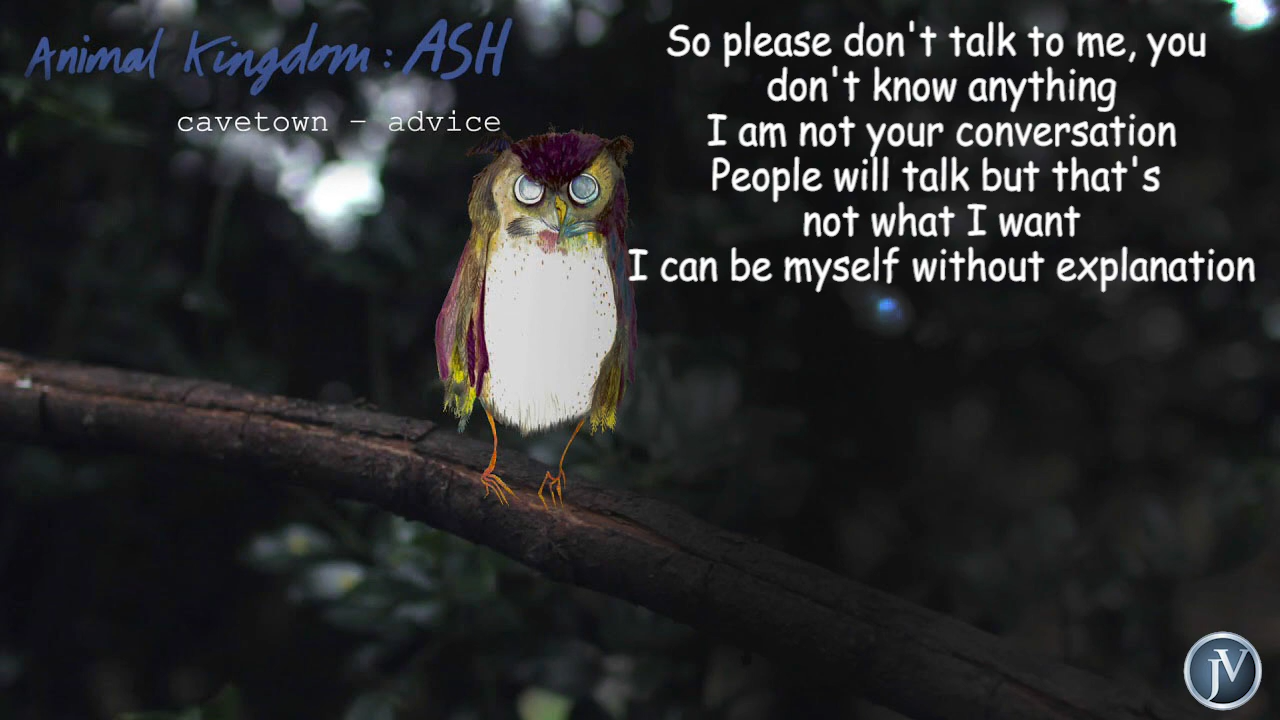 Animal Kingdom: ASH
cavetown - advice
So please don't talk to me, you
don't know anything
I am not your conversation
People will talk but that's
not what I want
I can be myself without explanation
JV